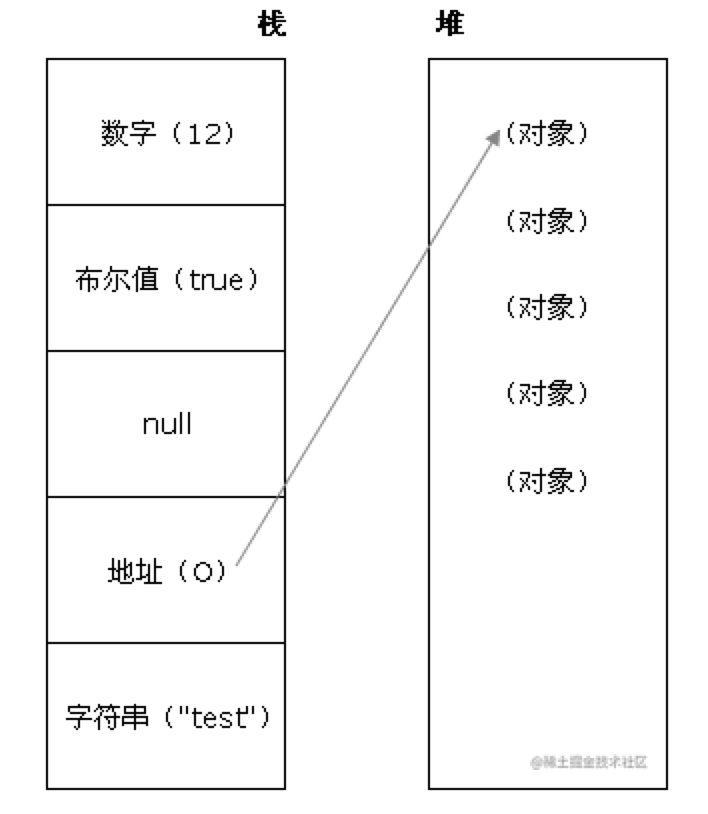 栈
堆
数字（12）
布尔值（true）
null
地址（O）
字符串（"test"）
（对象）
（对象）
（对象）
（对象）
（对象）
@稀土掘金技术社区